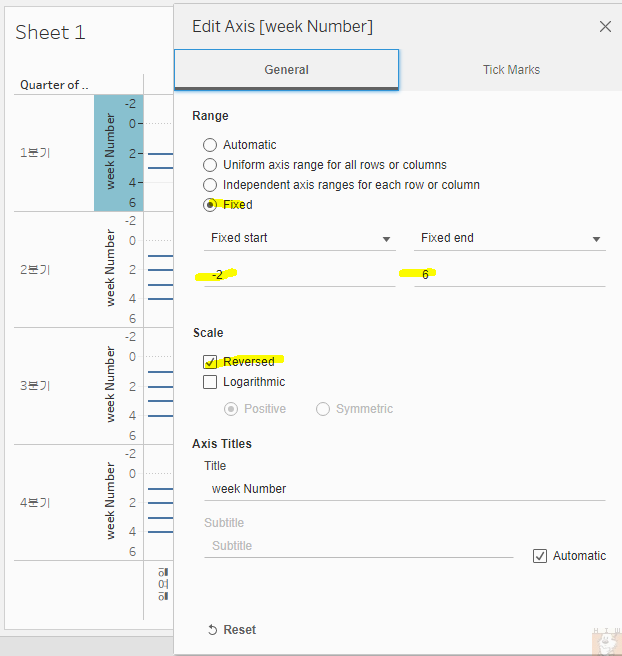 Sheet 1
Quarter of ..
1분기
week Number
-2
0
2
4
6
2분기
week Number
-2
0
2
4
6
3분기
week Number
-2
0
2
4
6
4분기
week Number
-2
0
2
4
6
Edit Axis [week Number]
General
Tick Marks
Range
Automatic
Uniform axis range for all rows or columns
Independent axis ranges for each row or column
Fixed
Fixed start
Fixed end
-2
6
Scale
Reversed
Logarithmic
Positive
Symmetric
Axis Titles
Title
week Number
Subtitle
Subtitle
Automatic
Reset